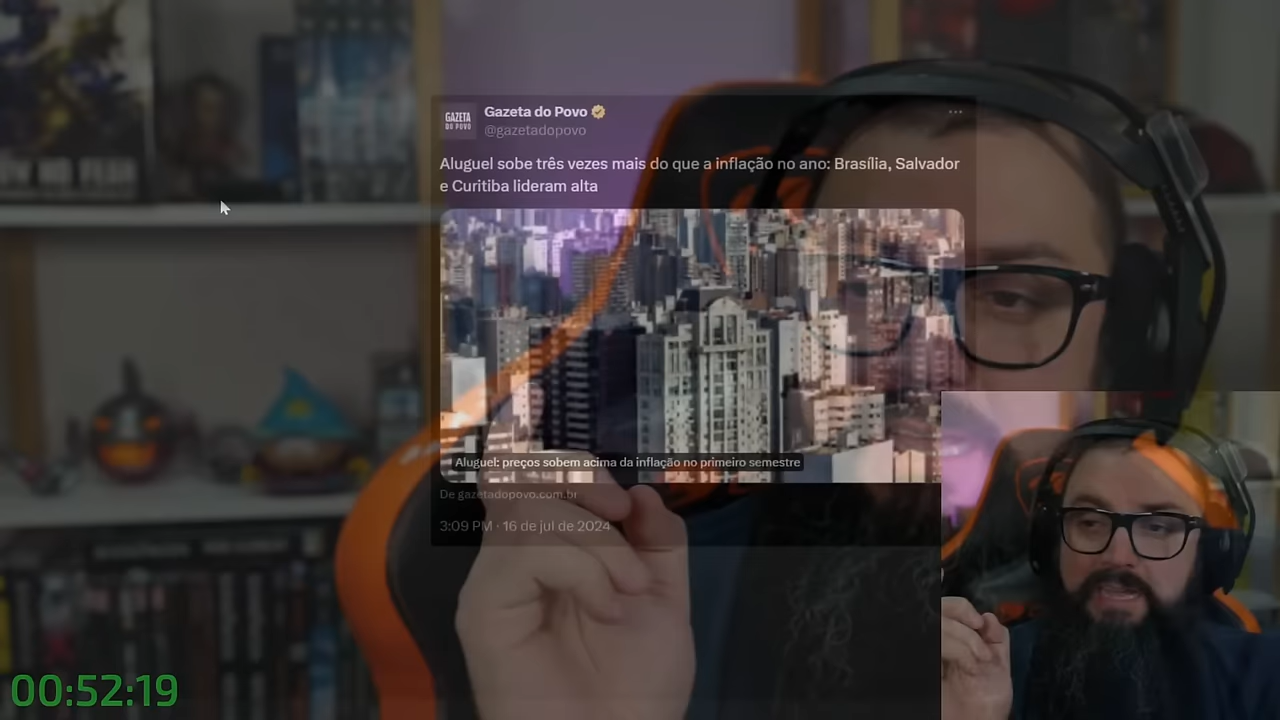 GAZETA
DO POVO
Gazeta do Povo
@gazetadopovo
Aluguel sobe três vezes mais do que a inflação no ano: Brasília, Salvador
e Curitiba lideram alta
Aluguel: preços sobem acima da inflação no primeiro semestre
De gazetadopovo.com.br
3:09 PM · 16 de jul de 2024
00:52:19